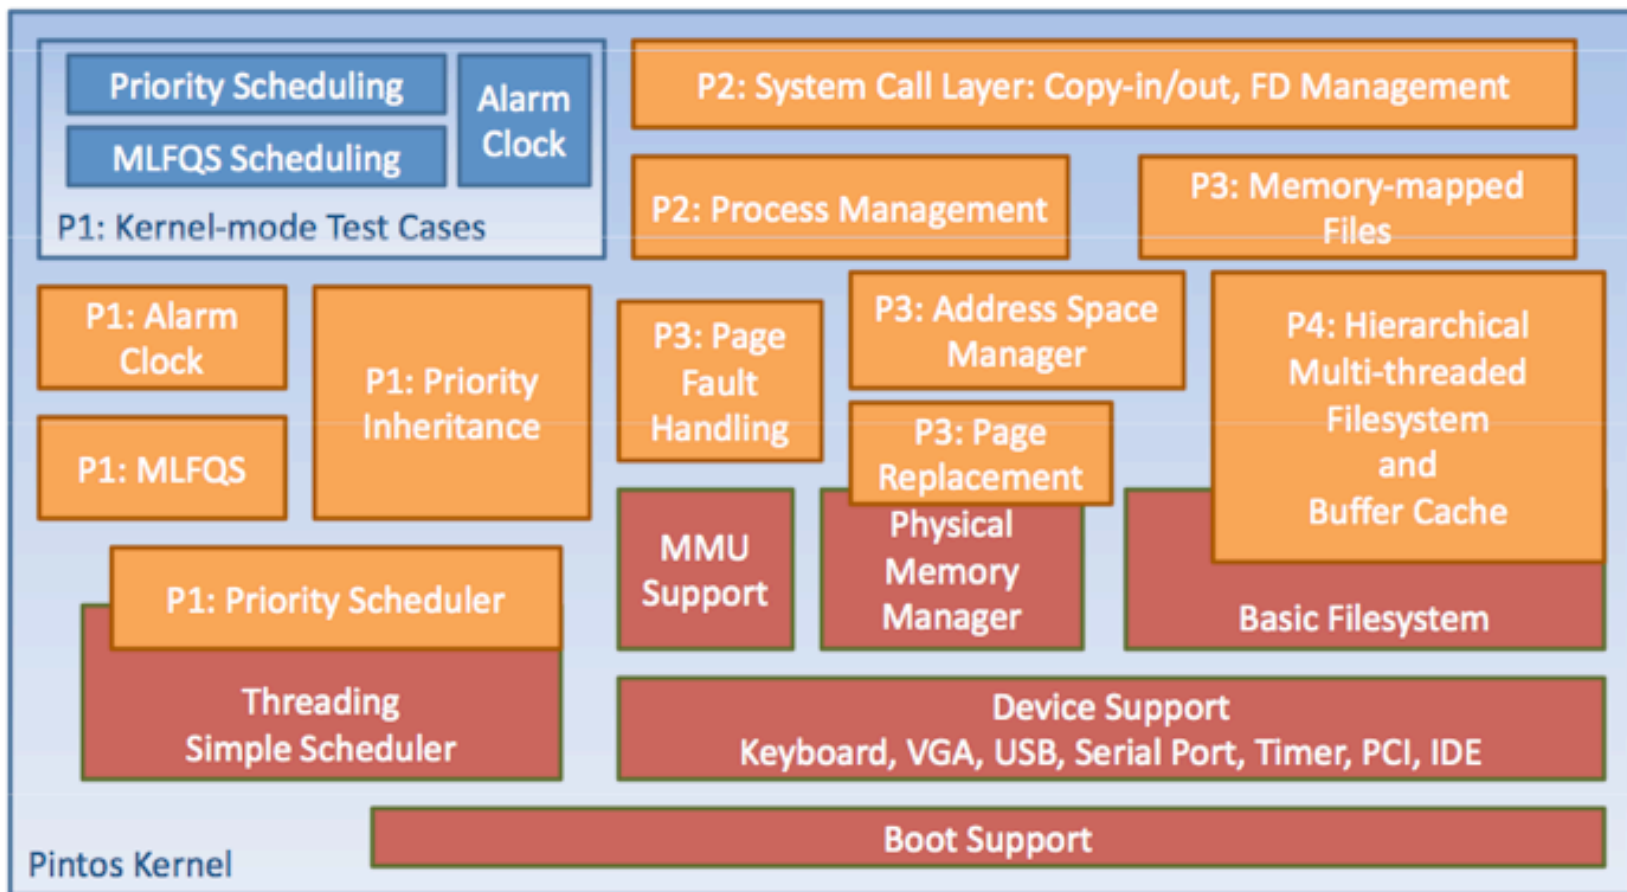 Priority Scheduling
MLFQS Scheduling
Alarm
Clock
P1: Kernel-mode Test Cases
P2: System Call Layer: Copy-in/out, FD Management
P2: Process Management
P3: Memory-mapped
Files
P1: Alarm
Clock
P1: MLFQS
P1: Priority
Inheritance
P3: Page
Fault
Handling
P3: Address Space
Manager
P3: Page
Replacement
P4: Hierarchical
Multi-threaded
Filesystem
and
Buffer Cache
P1: Priority Scheduler
Threading
Simple Scheduler
MMU
Support
Physical
Memory
Manager
Basic Filesystem
Device Support
Keyboard, VGA, USB, Serial Port, Timer, PCI, IDE
Boot Support
Pintos Kernel